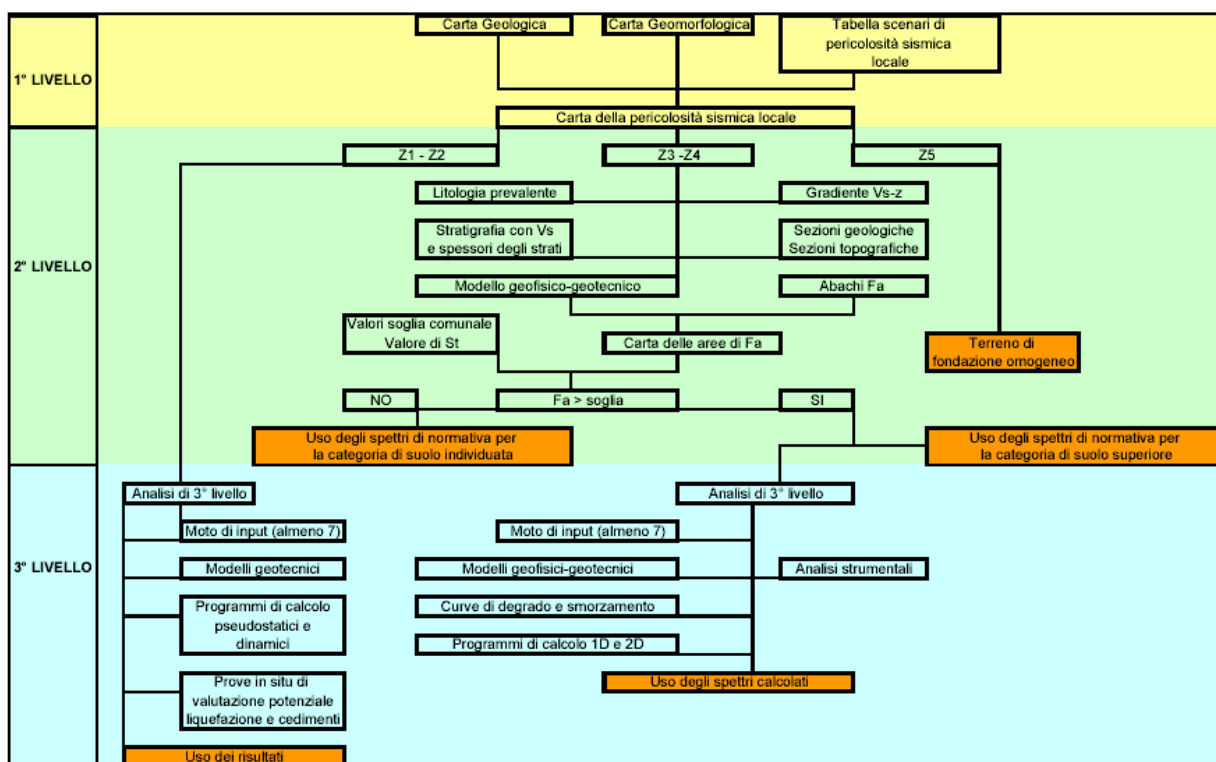 Carta Geologica
Carta Geomorfologica
Tabella scenari di
pericolosità sismica
locale
1° LIVELLO
Carta della pericolosità sismica locale
Z1 - Z2
Z3 -Z4
Z5
Litologia prevalente
Gradiente Vs-z
Stratigrafia con Vs
e spessori degli strati
Sezioni geologiche
Sezioni topografiche
2° LIVELLO
Modello geofisico-geotecnico
Abachi Fa
Valori soglia comunale
Valore di St
Carta delle aree di Fa
Terreno di
fondazione omogeneo
NO
Fa > soglia
SI
Uso degli spettri di normativa per
la categoria di suolo individuata
Uso degli spettri di normativa per
la categoria di suolo superiore
Analisi di 3° livello
Analisi di 3° livello
Moto di input (almeno 7)
Moto di input (almeno 7)
3° LIVELLO
Modelli geotecnici
Modelli geofisici-geotecnici
Analisi strumentali
Programmi di calcolo
pseudostatici e
dinamici
Curve di degrado e smorzamento
Programmi di calcolo 1D e 2D
Prove in situ di
valutazione potenziale
liquefazione e cedimenti
Uso degli spettri calcolati
Uso dei risultati